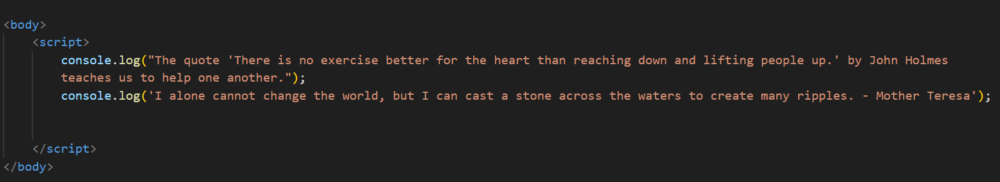 <body>
<script>
console.log("The quote 'There is no exercise better for the heart than reaching down and lifting people up.' by John Holmes
teaches us to help one another.");
console.log('I alone cannot change the world, but I can cast a stone across the waters to create many ripples. - Mother Teresa');
</script>
</body>